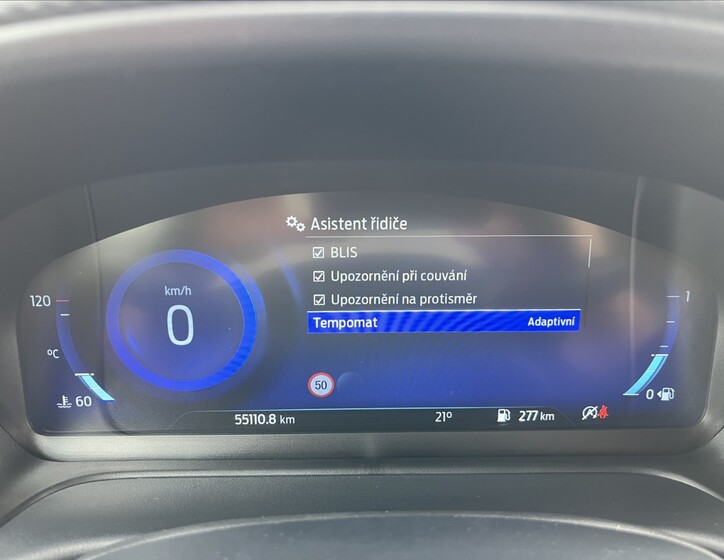 Asistent řidiče
BLIS
Upozornění při couvání
Upozornění na protisměr
Tempomat Adaptivní
km/h
0
120
°C
60
1
0
50
55110.8 km 21° 277 km